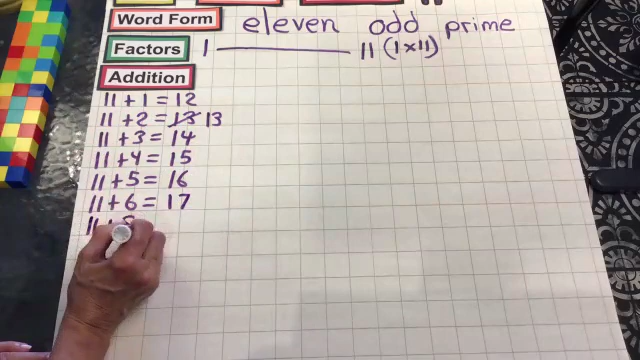 Word Form eleven odd prime
Factors 1 11 (1x11)
Addition
11 + 1 = 12
11 + 2 = 13 13
11 + 3 = 14
11 + 4 = 15
11 + 5 = 16
11 + 6 = 17
11 +